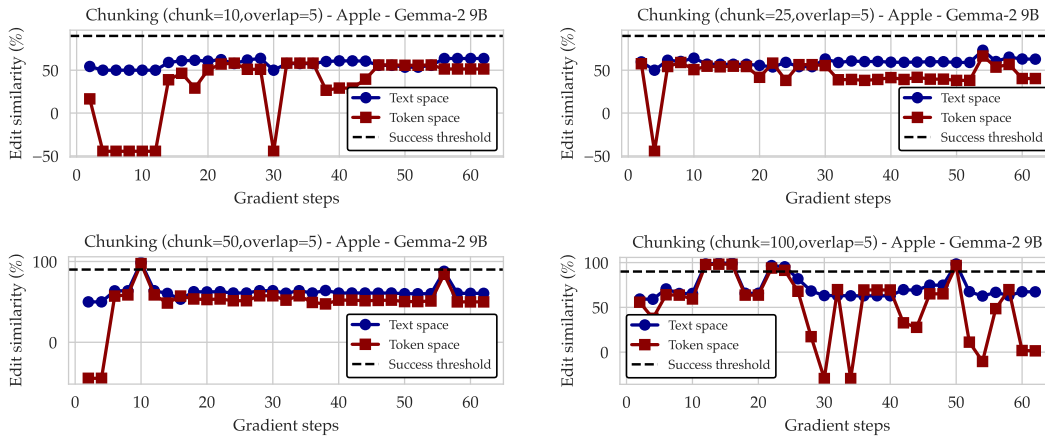 Chunking (chunk=10,overlap=5) - Apple - Gemma-2 9B
Edit similarity (%)
50
0
−50
Text space
Token space
Success threshold
0 10 20 30 40 50 60
Gradient steps
Chunking (chunk=25,overlap=5) - Apple - Gemma-2 9B
Edit similarity (%)
50
0
−50
Text space
Token space
Success threshold
0 10 20 30 40 50 60
Gradient steps
Chunking (chunk=50,overlap=5) - Apple - Gemma-2 9B
Edit similarity (%)
100
0
Text space
Token space
Success threshold
0 10 20 30 40 50 60
Gradient steps
Chunking (chunk=100,overlap=5) - Apple - Gemma-2 9B
Edit similarity (%)
100
50
0
Text space
Token space
Success threshold
0 10 20 30 40 50 60
Gradient steps